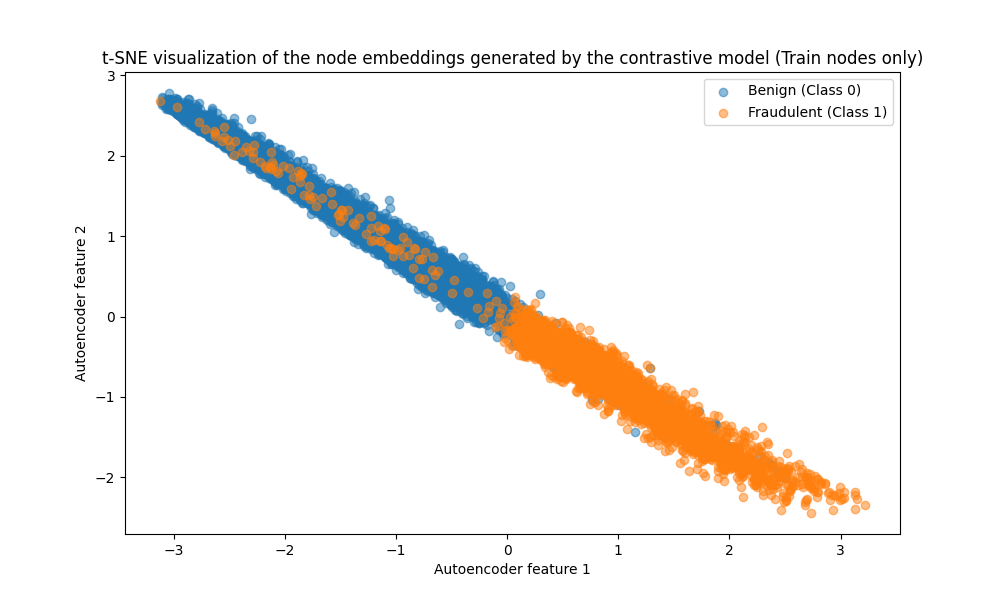 t-SNE visualization of the node embeddings generated by the contrastive model (Train nodes only)
Benign (Class 0)
Fraudulent (Class 1)
Autoencoder feature 2
3
2
1
0
−1
−2
−3
−2
−1
0
1
2
3
Autoencoder feature 1